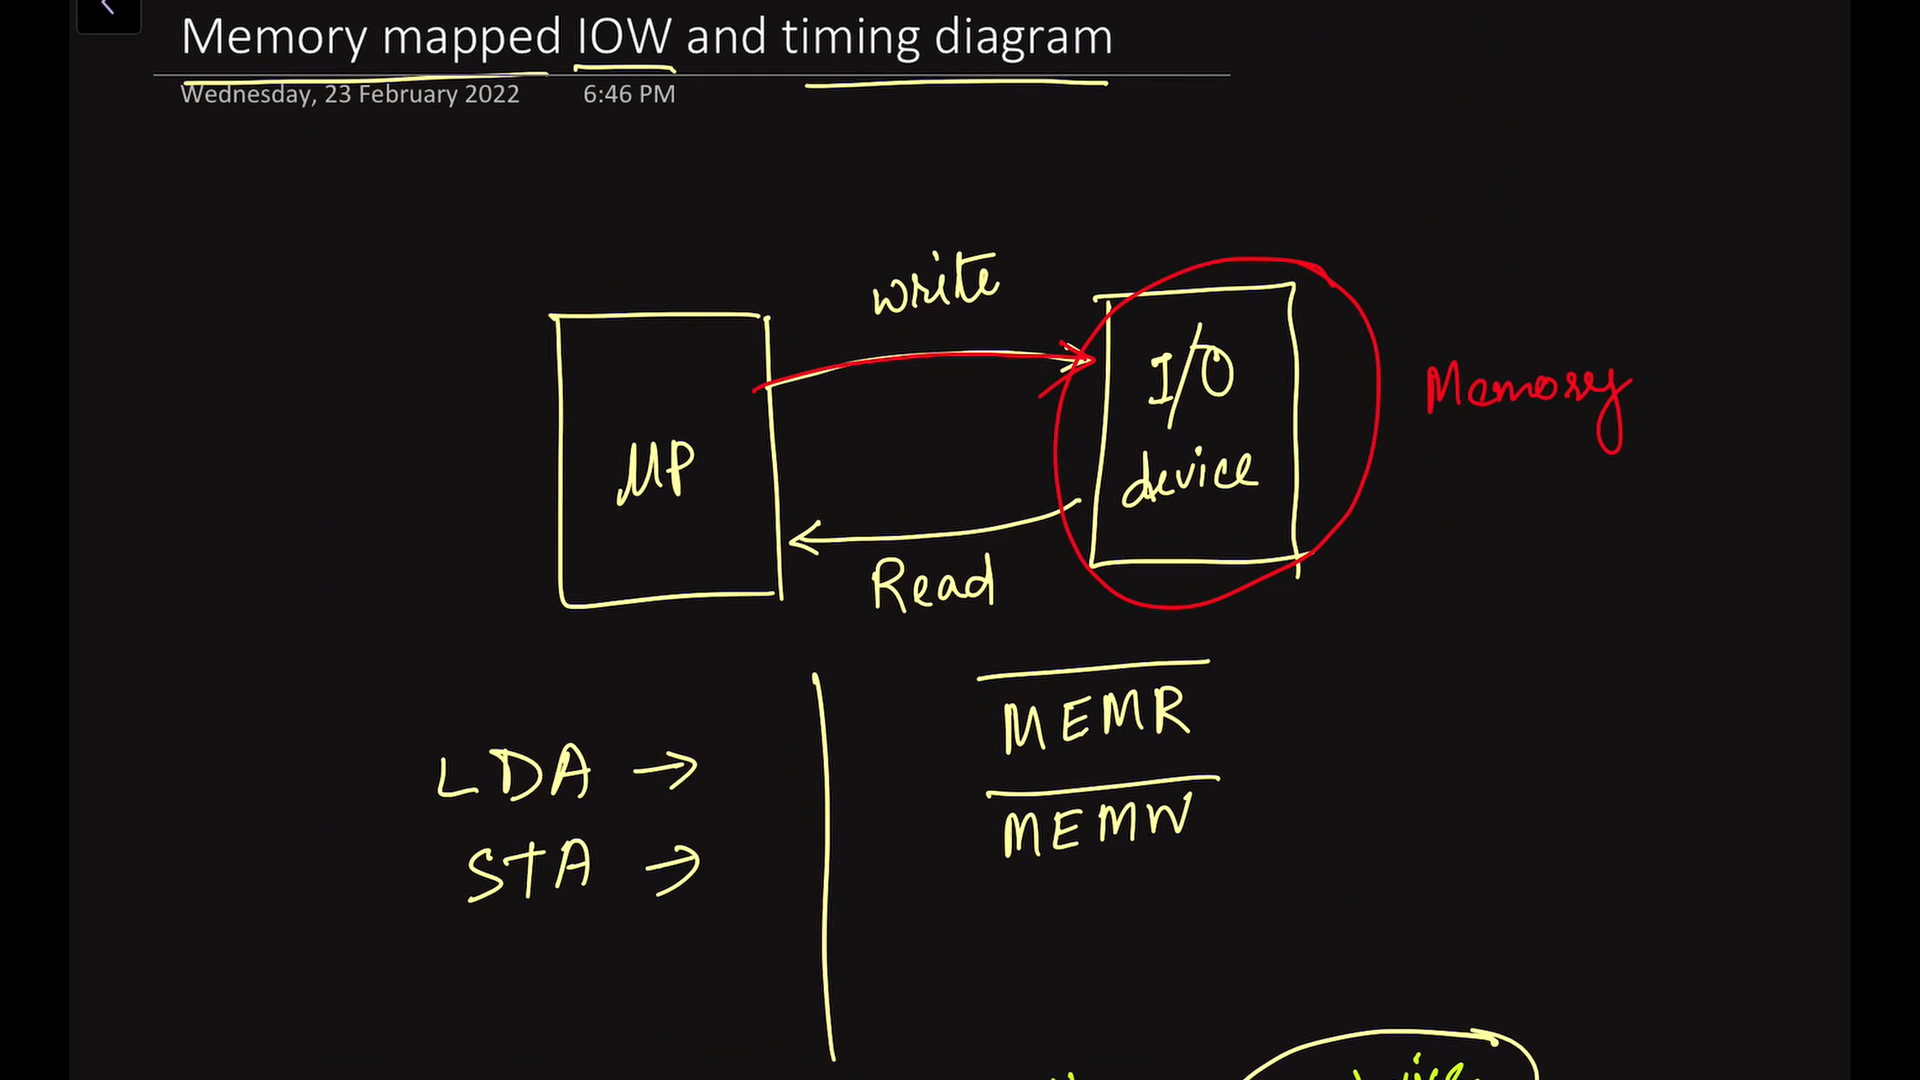 Memory mapped IOW and timing diagram
Wednesday, 23 February 2022 6:46 PM
write
I/O
device
Memory
MP
Read
MEMR
LDA →
MEMW
STA →